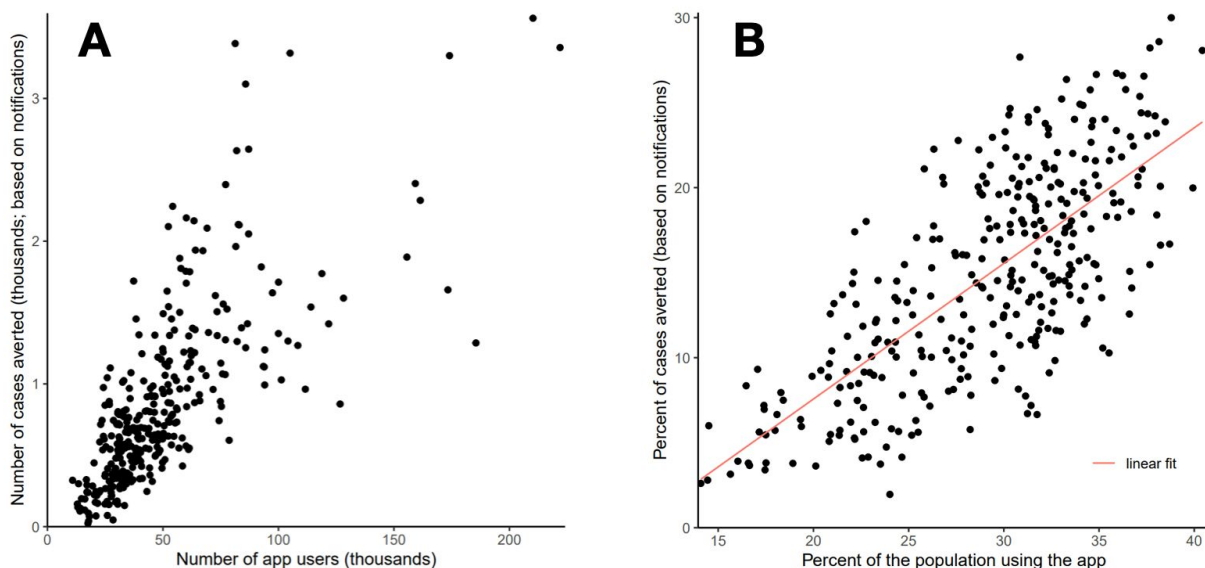 A
Number of cases averted (thousands; based on notifications)
3
2
1
0
0 50 100 150 200
Number of app users (thousands)
B
Percent of cases averted (based on notifications)
30
20
10
0
linear fit
15 20 25 30 35 40
Percent of the population using the app